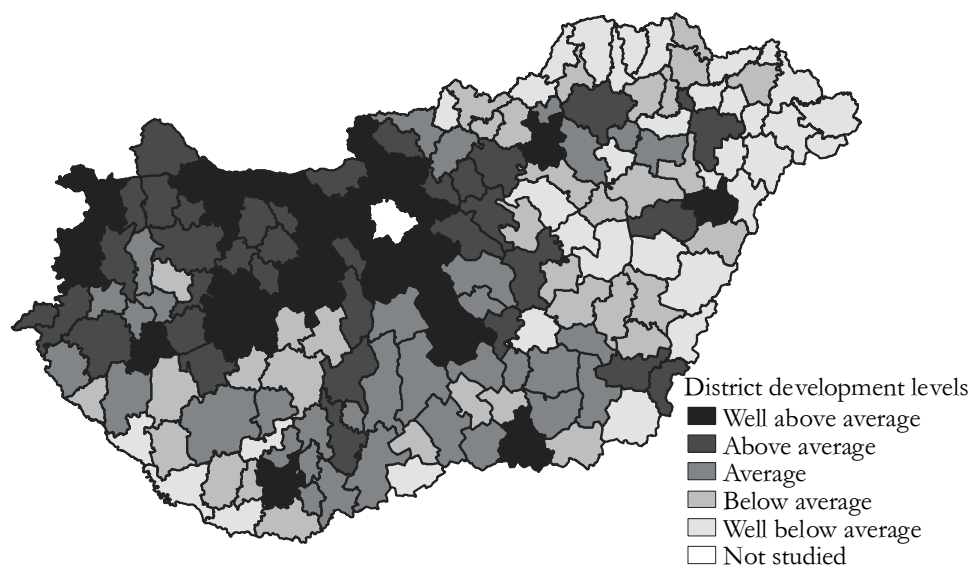 District development levels
Well above average
Above average
Average
Below average
Well below average
Not studied